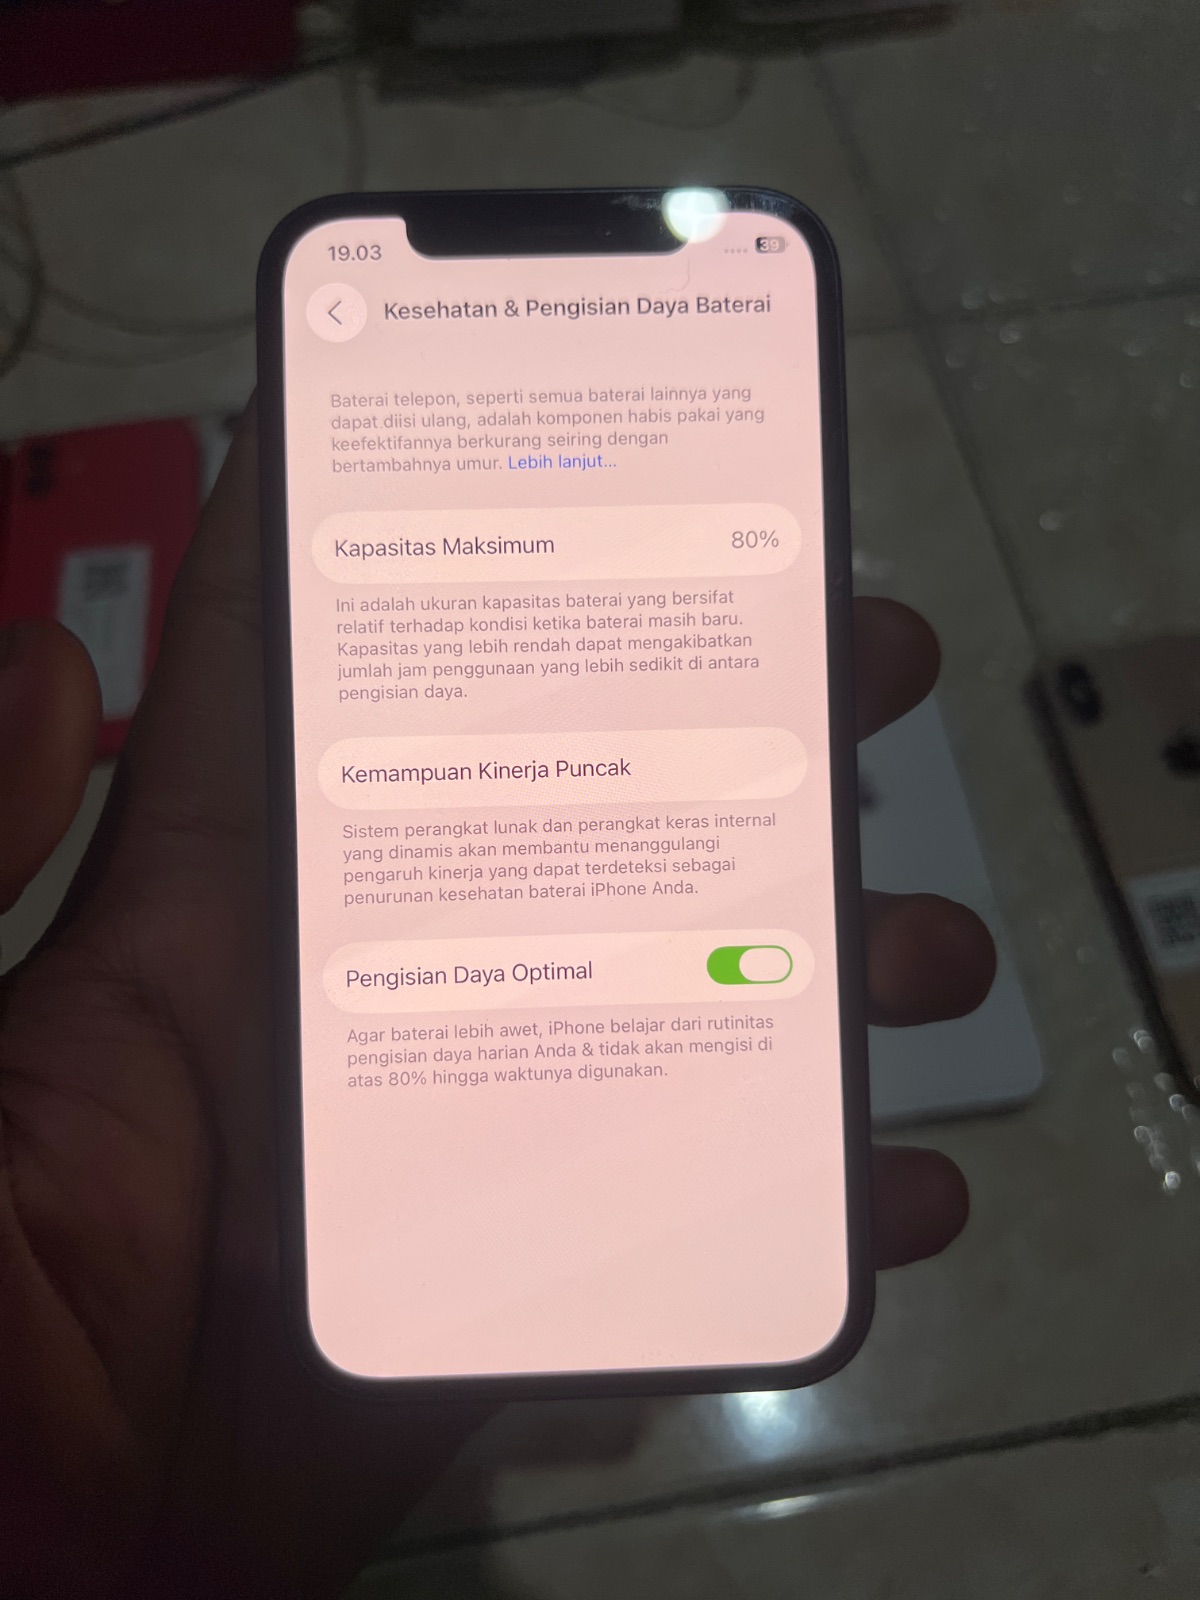 19.03
39
Kesehatan & Pengisian Daya Baterai
Baterai telepon, seperti semua baterai lainnya yang
dapat diisi ulang, adalah komponen habis pakai yang
keefektifannya berkurang seiring dengan
bertambahnya umur. Lebih lanjut...
Kapasitas Maksimum 80%
Ini adalah ukuran kapasitas baterai yang bersifat
relatif terhadap kondisi ketika baterai masih baru.
Kapasitas yang lebih rendah dapat mengakibatkan
jumlah jam penggunaan yang lebih sedikit di antara
pengisian daya.
Kemampuan Kinerja Puncak
Sistem perangkat lunak dan perangkat keras internal
yang dinamis akan membantu menanggulangi
pengaruh kinerja yang dapat terdeteksi sebagai
penurunan kesehatan baterai iPhone Anda.
Pengisian Daya Optimal
Agar baterai lebih awet, iPhone belajar dari rutinitas
pengisian daya harian Anda & tidak akan mengisi di
atas 80% hingga waktunya digunakan.